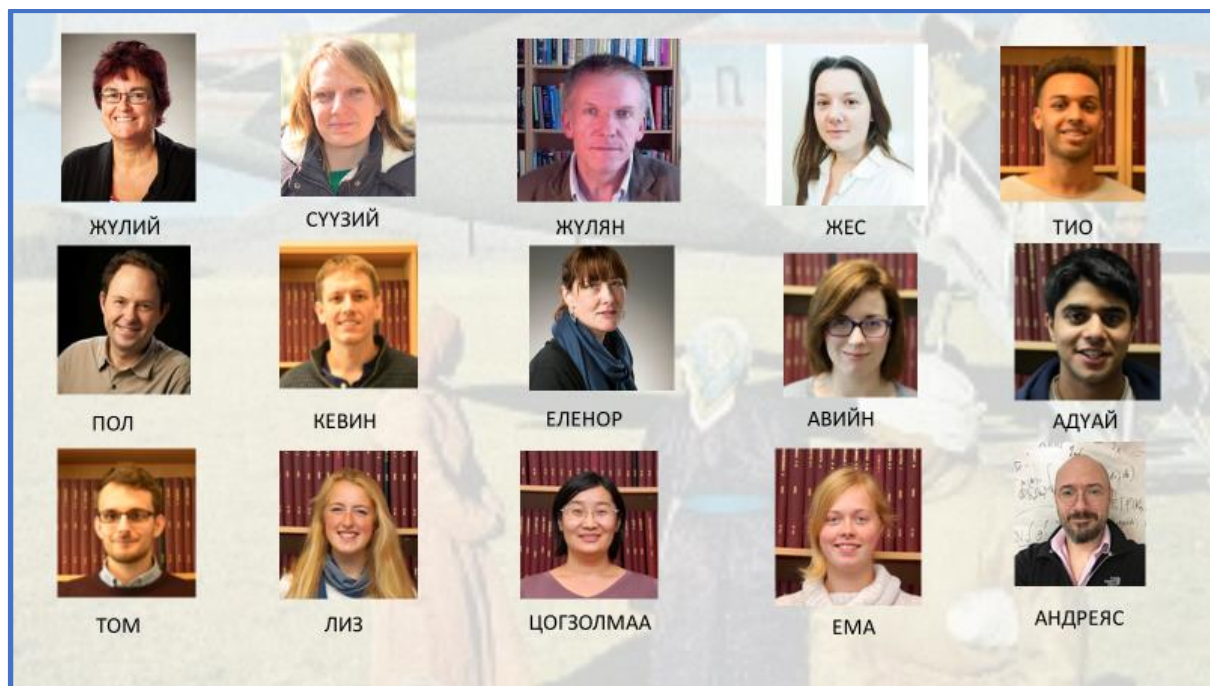 ЖҮЛИЙ
СҮҮЗИЙ
ЖҮЛЯН
ЖЕС
ТИО
ПОЛ
КЕВИН
ЕЛЕНОР
АВИЙН
АДҮАЙ
ТОМ
ЛИЗ
ЦОГЗОЛМАА
ЕМА
АНДРЕЯС